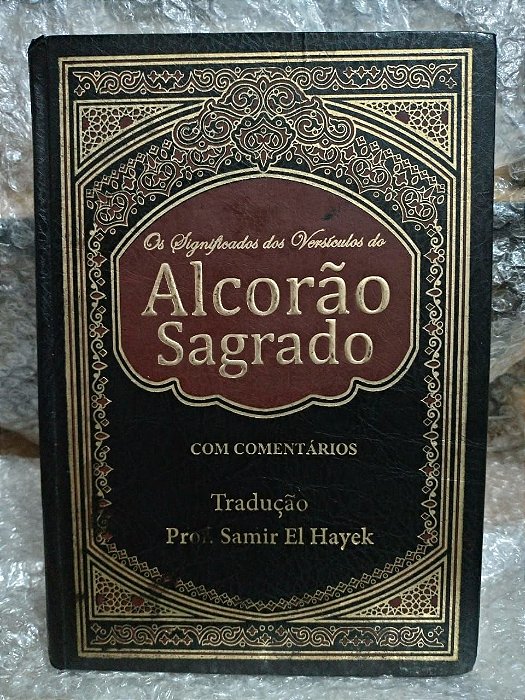 Os Significados dos Versículos do
Alcorão
Sagrado
COM COMENTÁRIOS
Tradução
Prof. Samir El Hayek